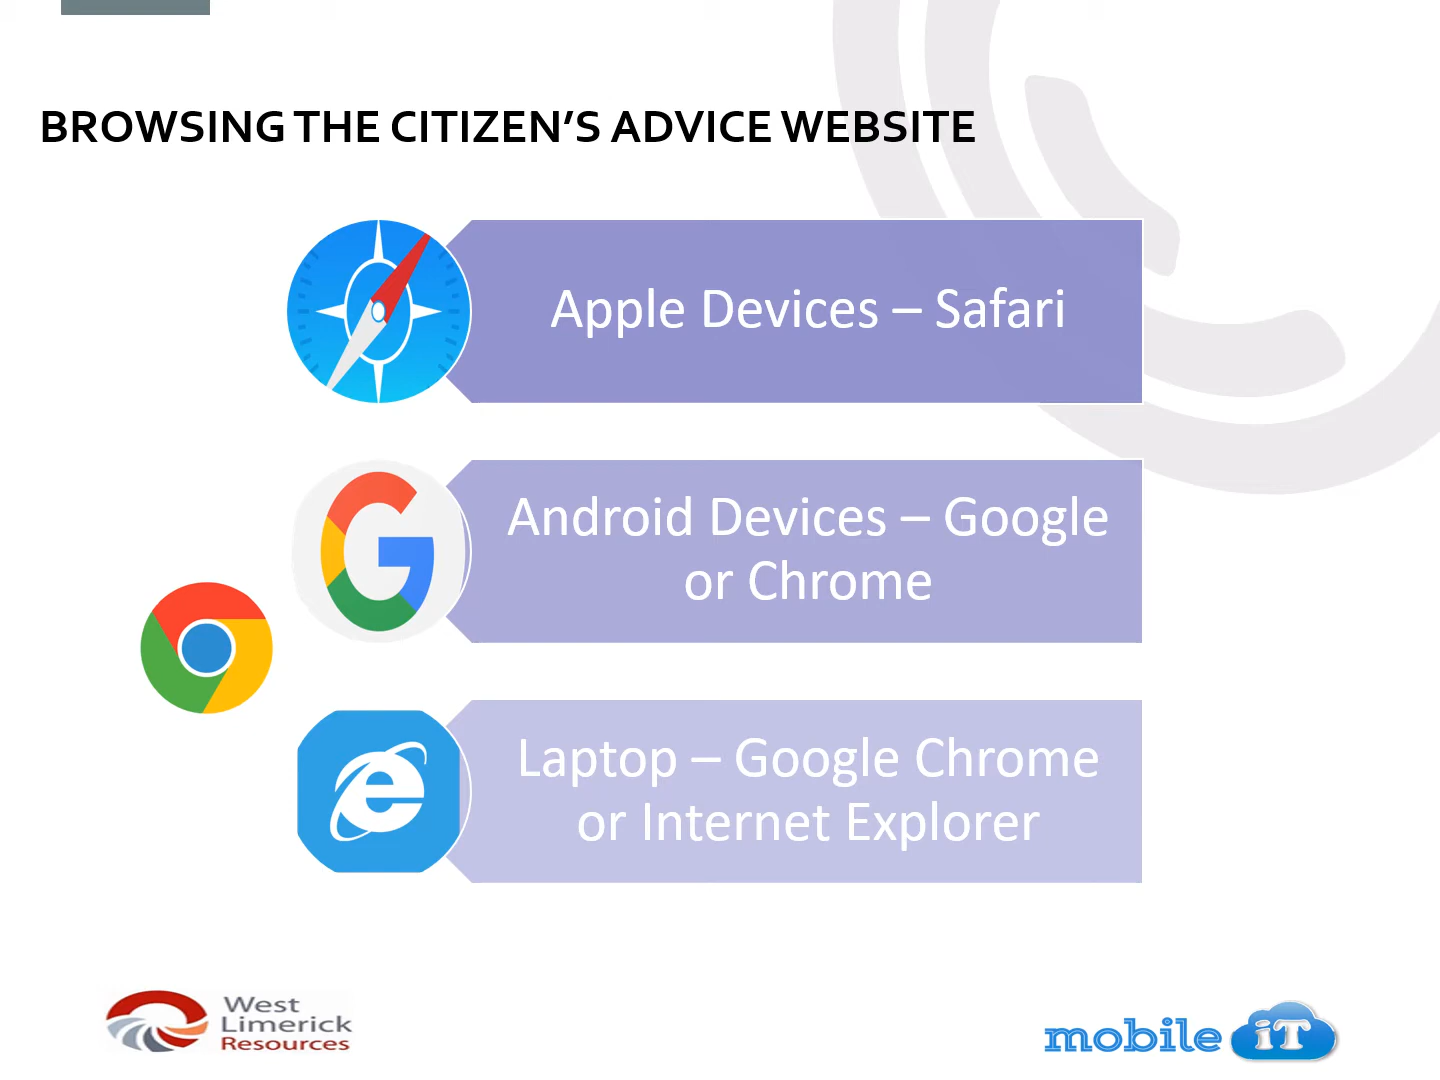 BROWSING THE CITIZEN’S ADVICE WEBSITE
Apple Devices – Safari
Android Devices – Google
or Chrome
Laptop – Google Chrome
or Internet Explorer
West
Limerick
Resources
mobile iT